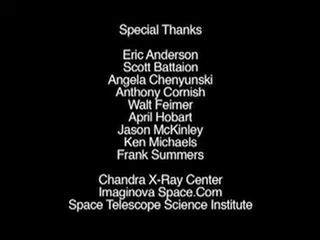 Special Thanks
Eric Anderson
Scott Battaion
Angela Chenyunski
Anthony Cornish
Walt Feimer
April Hobart
Jason McKinley
Ken Michaels
Frank Summers
Chandra X-Ray Center
Imaginova Space.Com
Space Telescope Science Institute